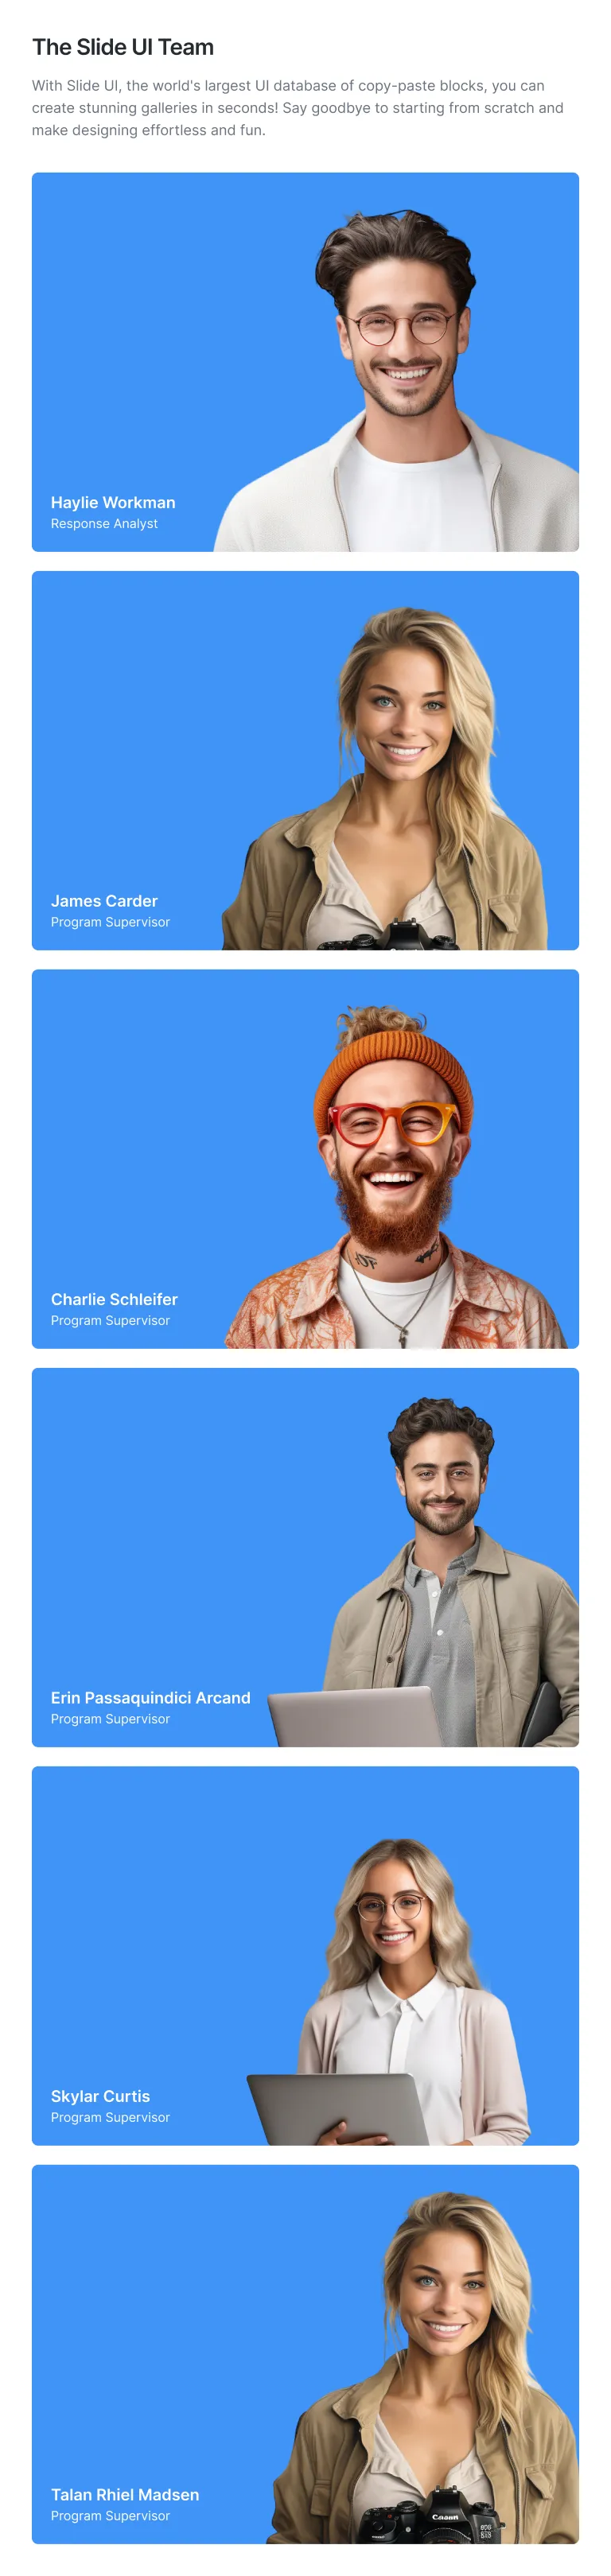 The Slide UI Team
With Slide UI, the world's largest UI database of copy-paste blocks, you can
create stunning galleries in seconds! Say goodbye to starting from scratch and
make designing effortless and fun.
Haylie Workman
Response Analyst
James Carder
Program Supervisor
Charlie Schleifer
Program Supervisor
Erin Passaquindici Arcand
Program Supervisor
Skylar Curtis
Program Supervisor
Talan Rhiel Madsen
Program Supervisor